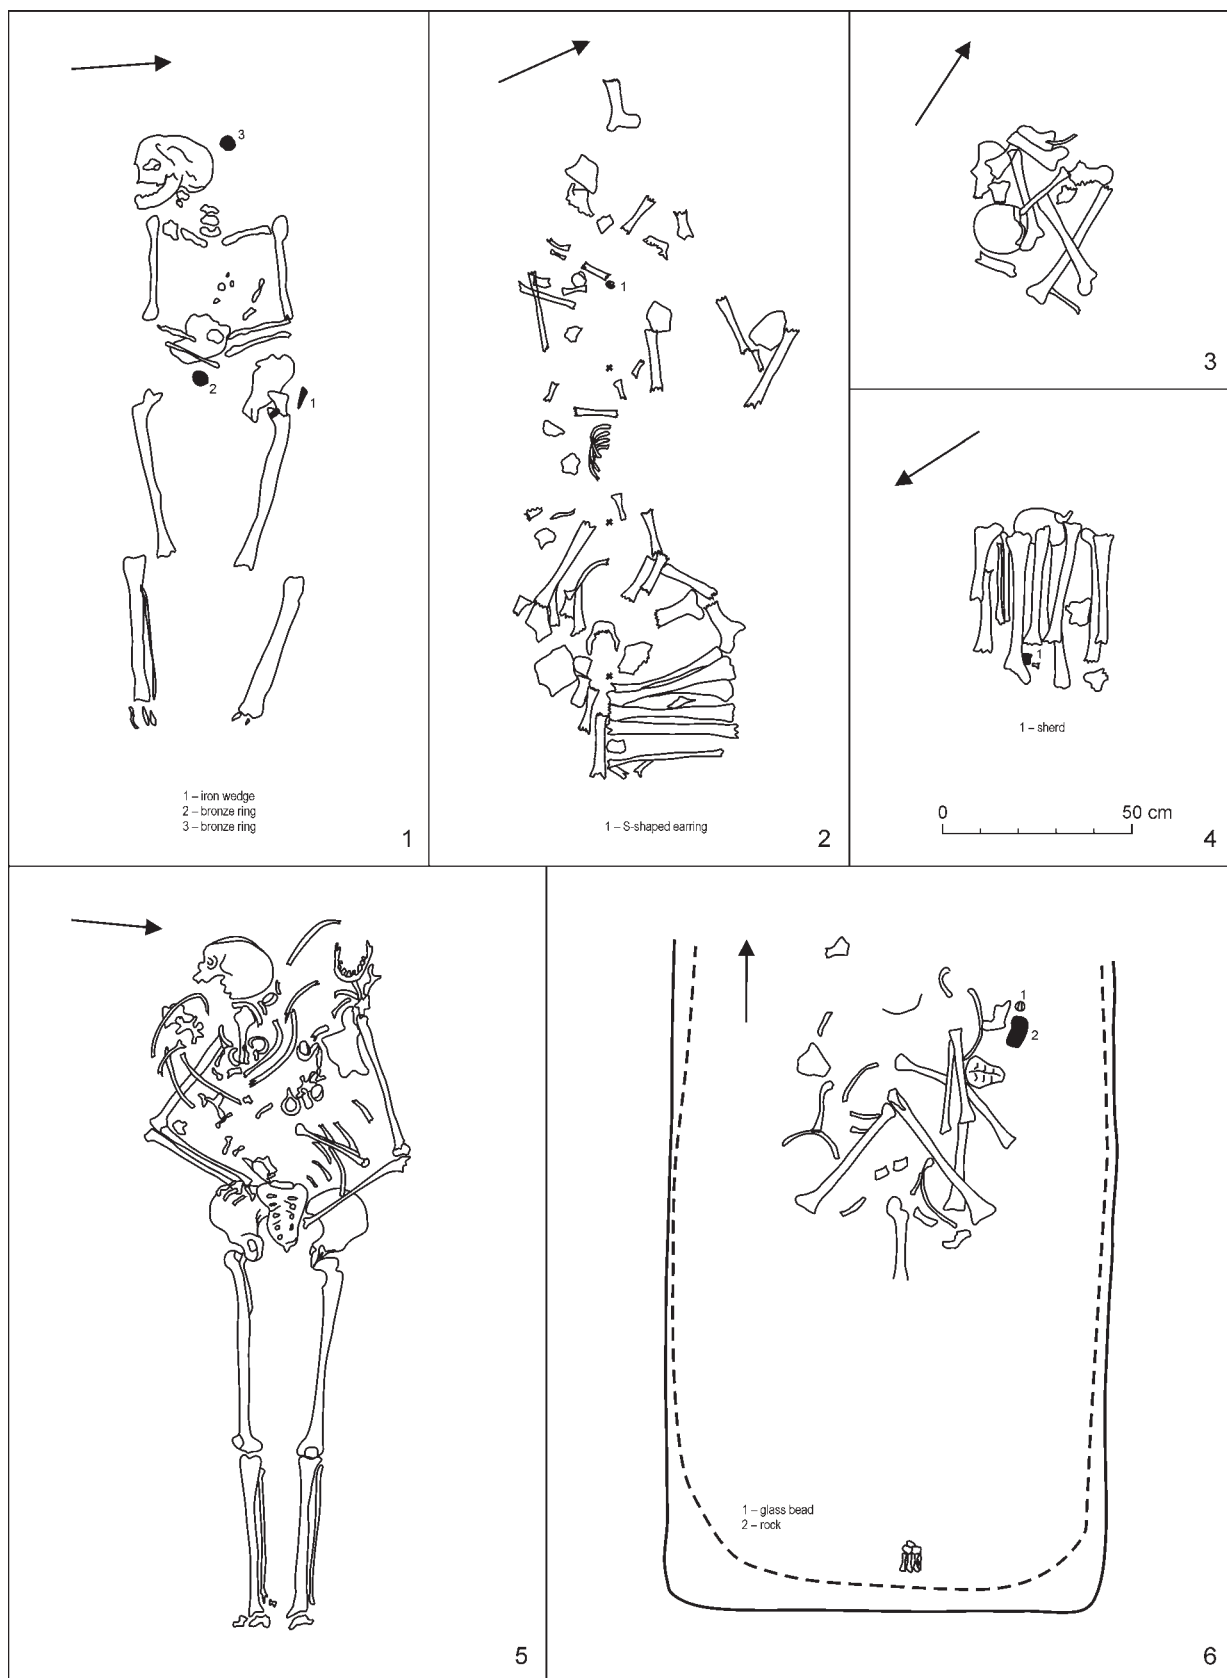 3
2
1
1 – iron wedge
2 – bronze ring
3 – bronze ring
1
1
1 – S-shaped earring
2
3
1
1 – sherd
0 50 cm
4
5
1
2
1 – glass bead
2 – rock
6